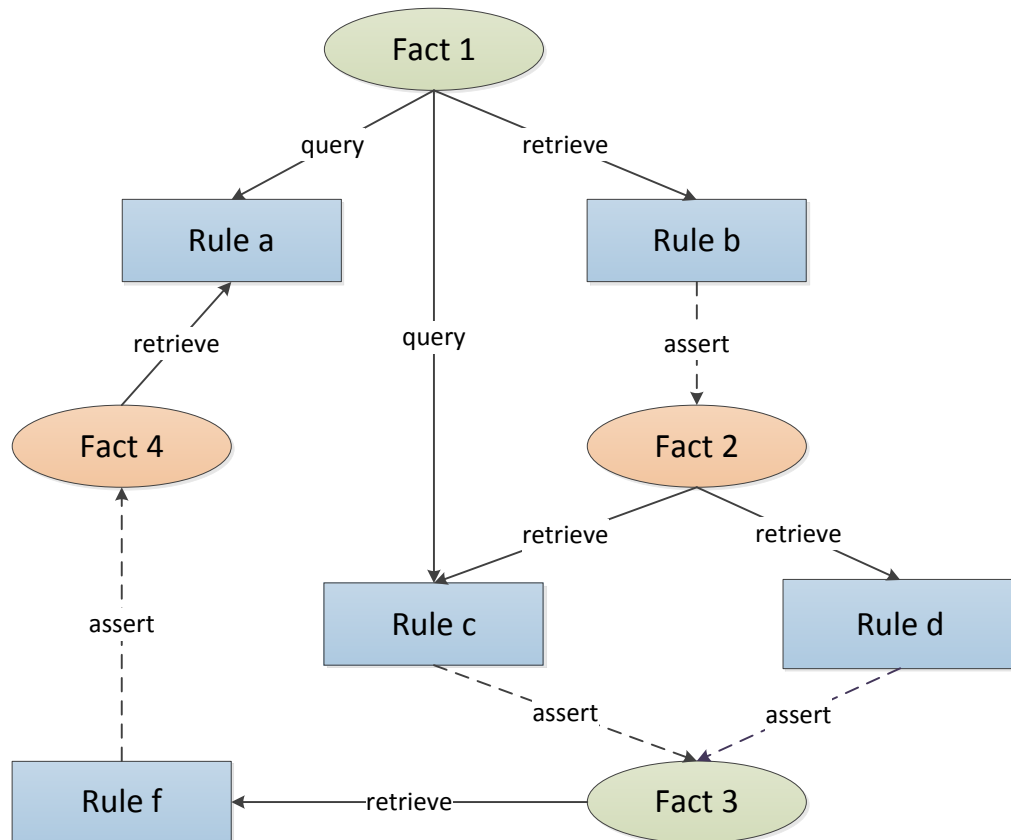 Fact 1
query
retrieve
Rule a
Rule b
retrieve
query
assert
Fact 4
Fact 2
retrieve
retrieve
assert
Rule c
Rule d
assert
assert
Rule f
retrieve
Fact 3